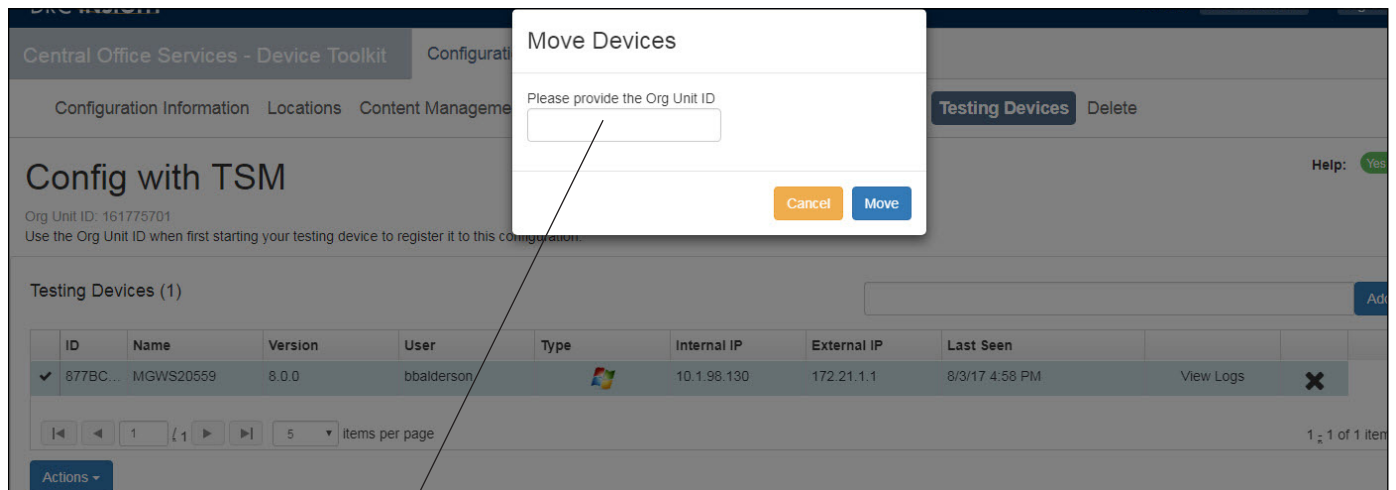 Move Devices
Central Office Services - Device Toolkit
Please provide the Org Unit ID
Configuration Information Locations Content Manageme Testing Devices Delete
Cancel Move
Config with TSM
Help: Yes
Org Unit ID: 161775701
Use the Org Unit ID when first starting your testing device to register it to this configuration.
Testing Devices (1)
Add
ID Name Version User Type Internal IP External IP Last Seen
877BC... MGWS20559 8.0.0 bbalderson 10.1.98.130 172.21.1.1 8/3/17 4:58 PM View Logs
1 / 1 5 items per page 1 - 1 of 1 item
Actions